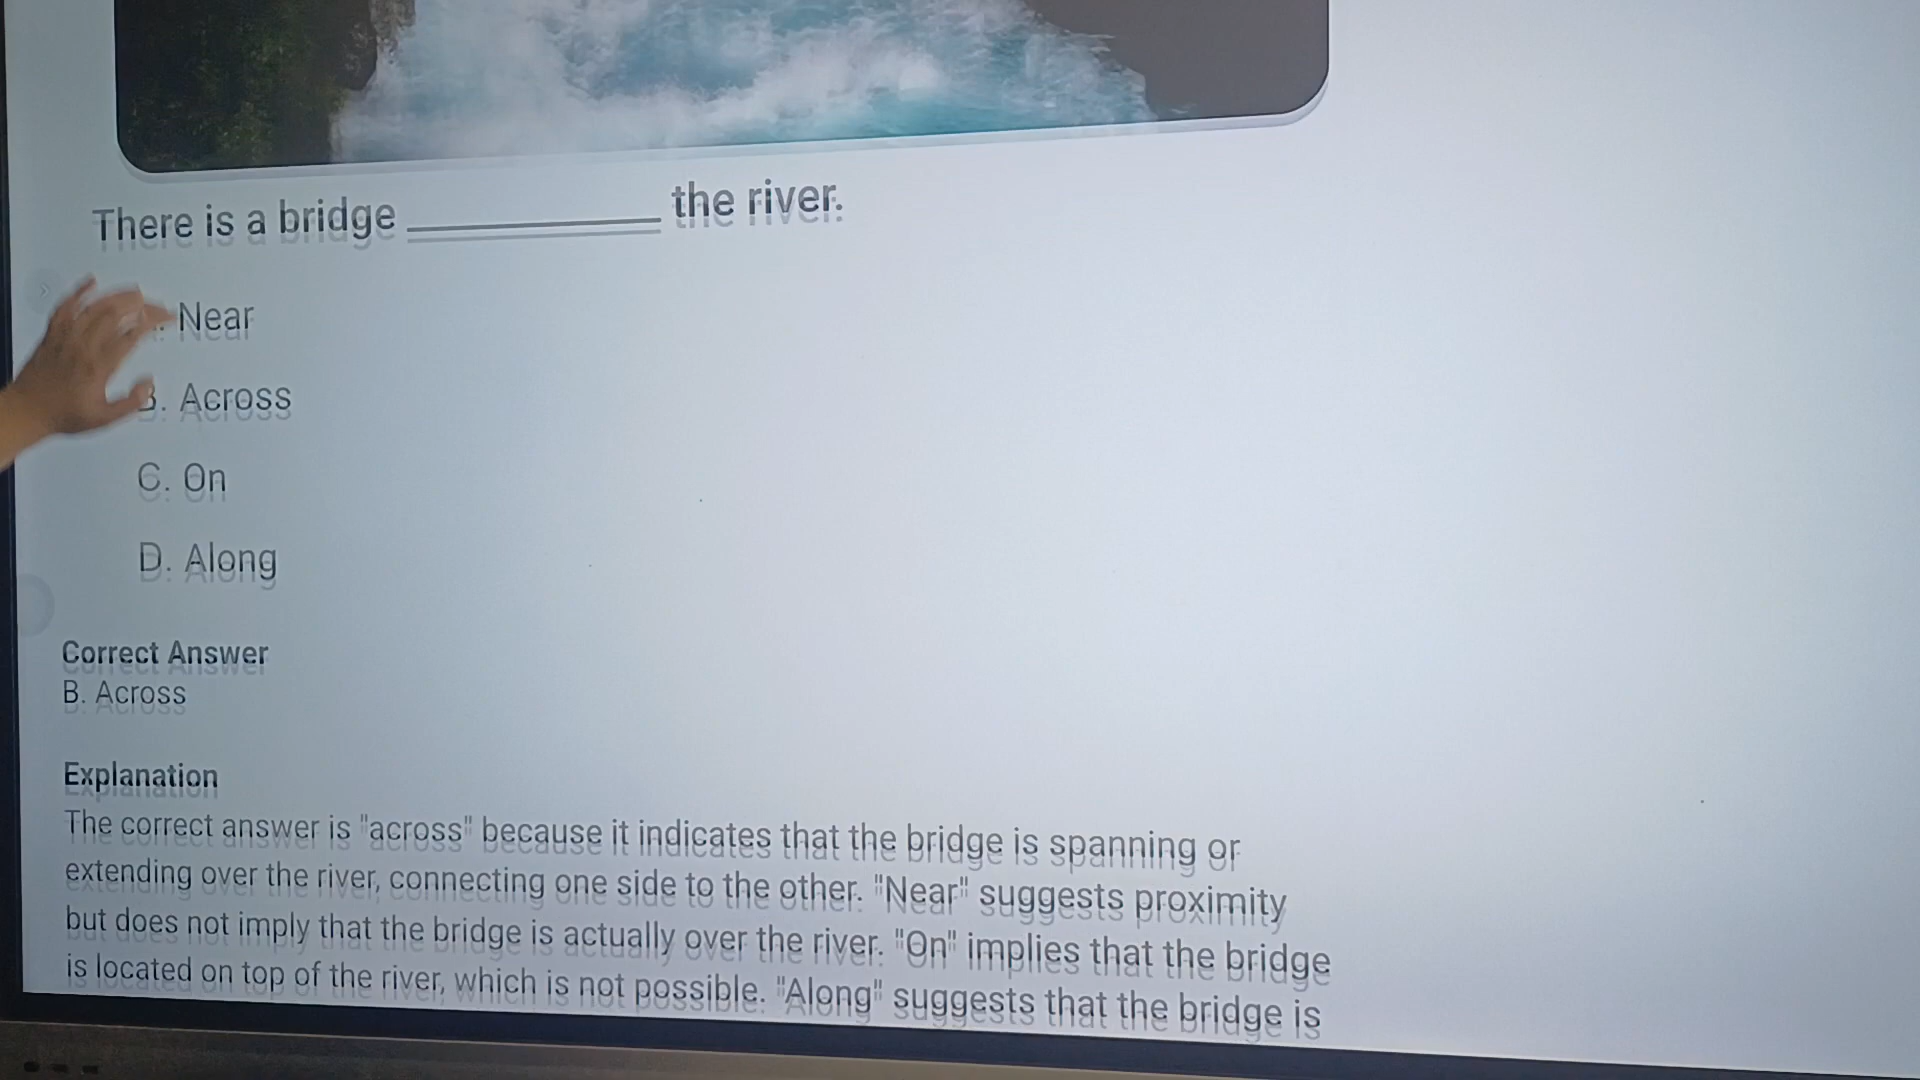 There is a bridge __________ the river.
. Near
B. Across
C. On
D. Along
Correct Answer
B. Across
Explanation
The correct answer is "across" because it indicates that the bridge is spanning or
extending over the river, connecting one side to the other. "Near" suggests proximity
but does not imply that the bridge is actually over the river. "On" implies that the bridge
is located on top of the river, which is not possible. "Along" suggests that the bridge is